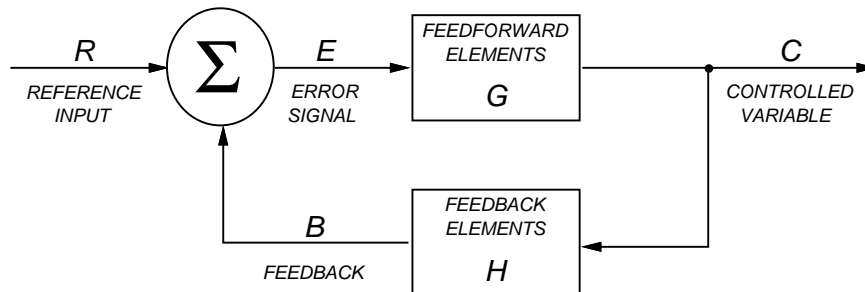 R
REFERENCE
INPUT
Σ
E
ERROR
SIGNAL
FEEDFORWARD
ELEMENTS
G
C
CONTROLLED
VARIABLE
B
FEEDBACK
FEEDBACK
ELEMENTS
H